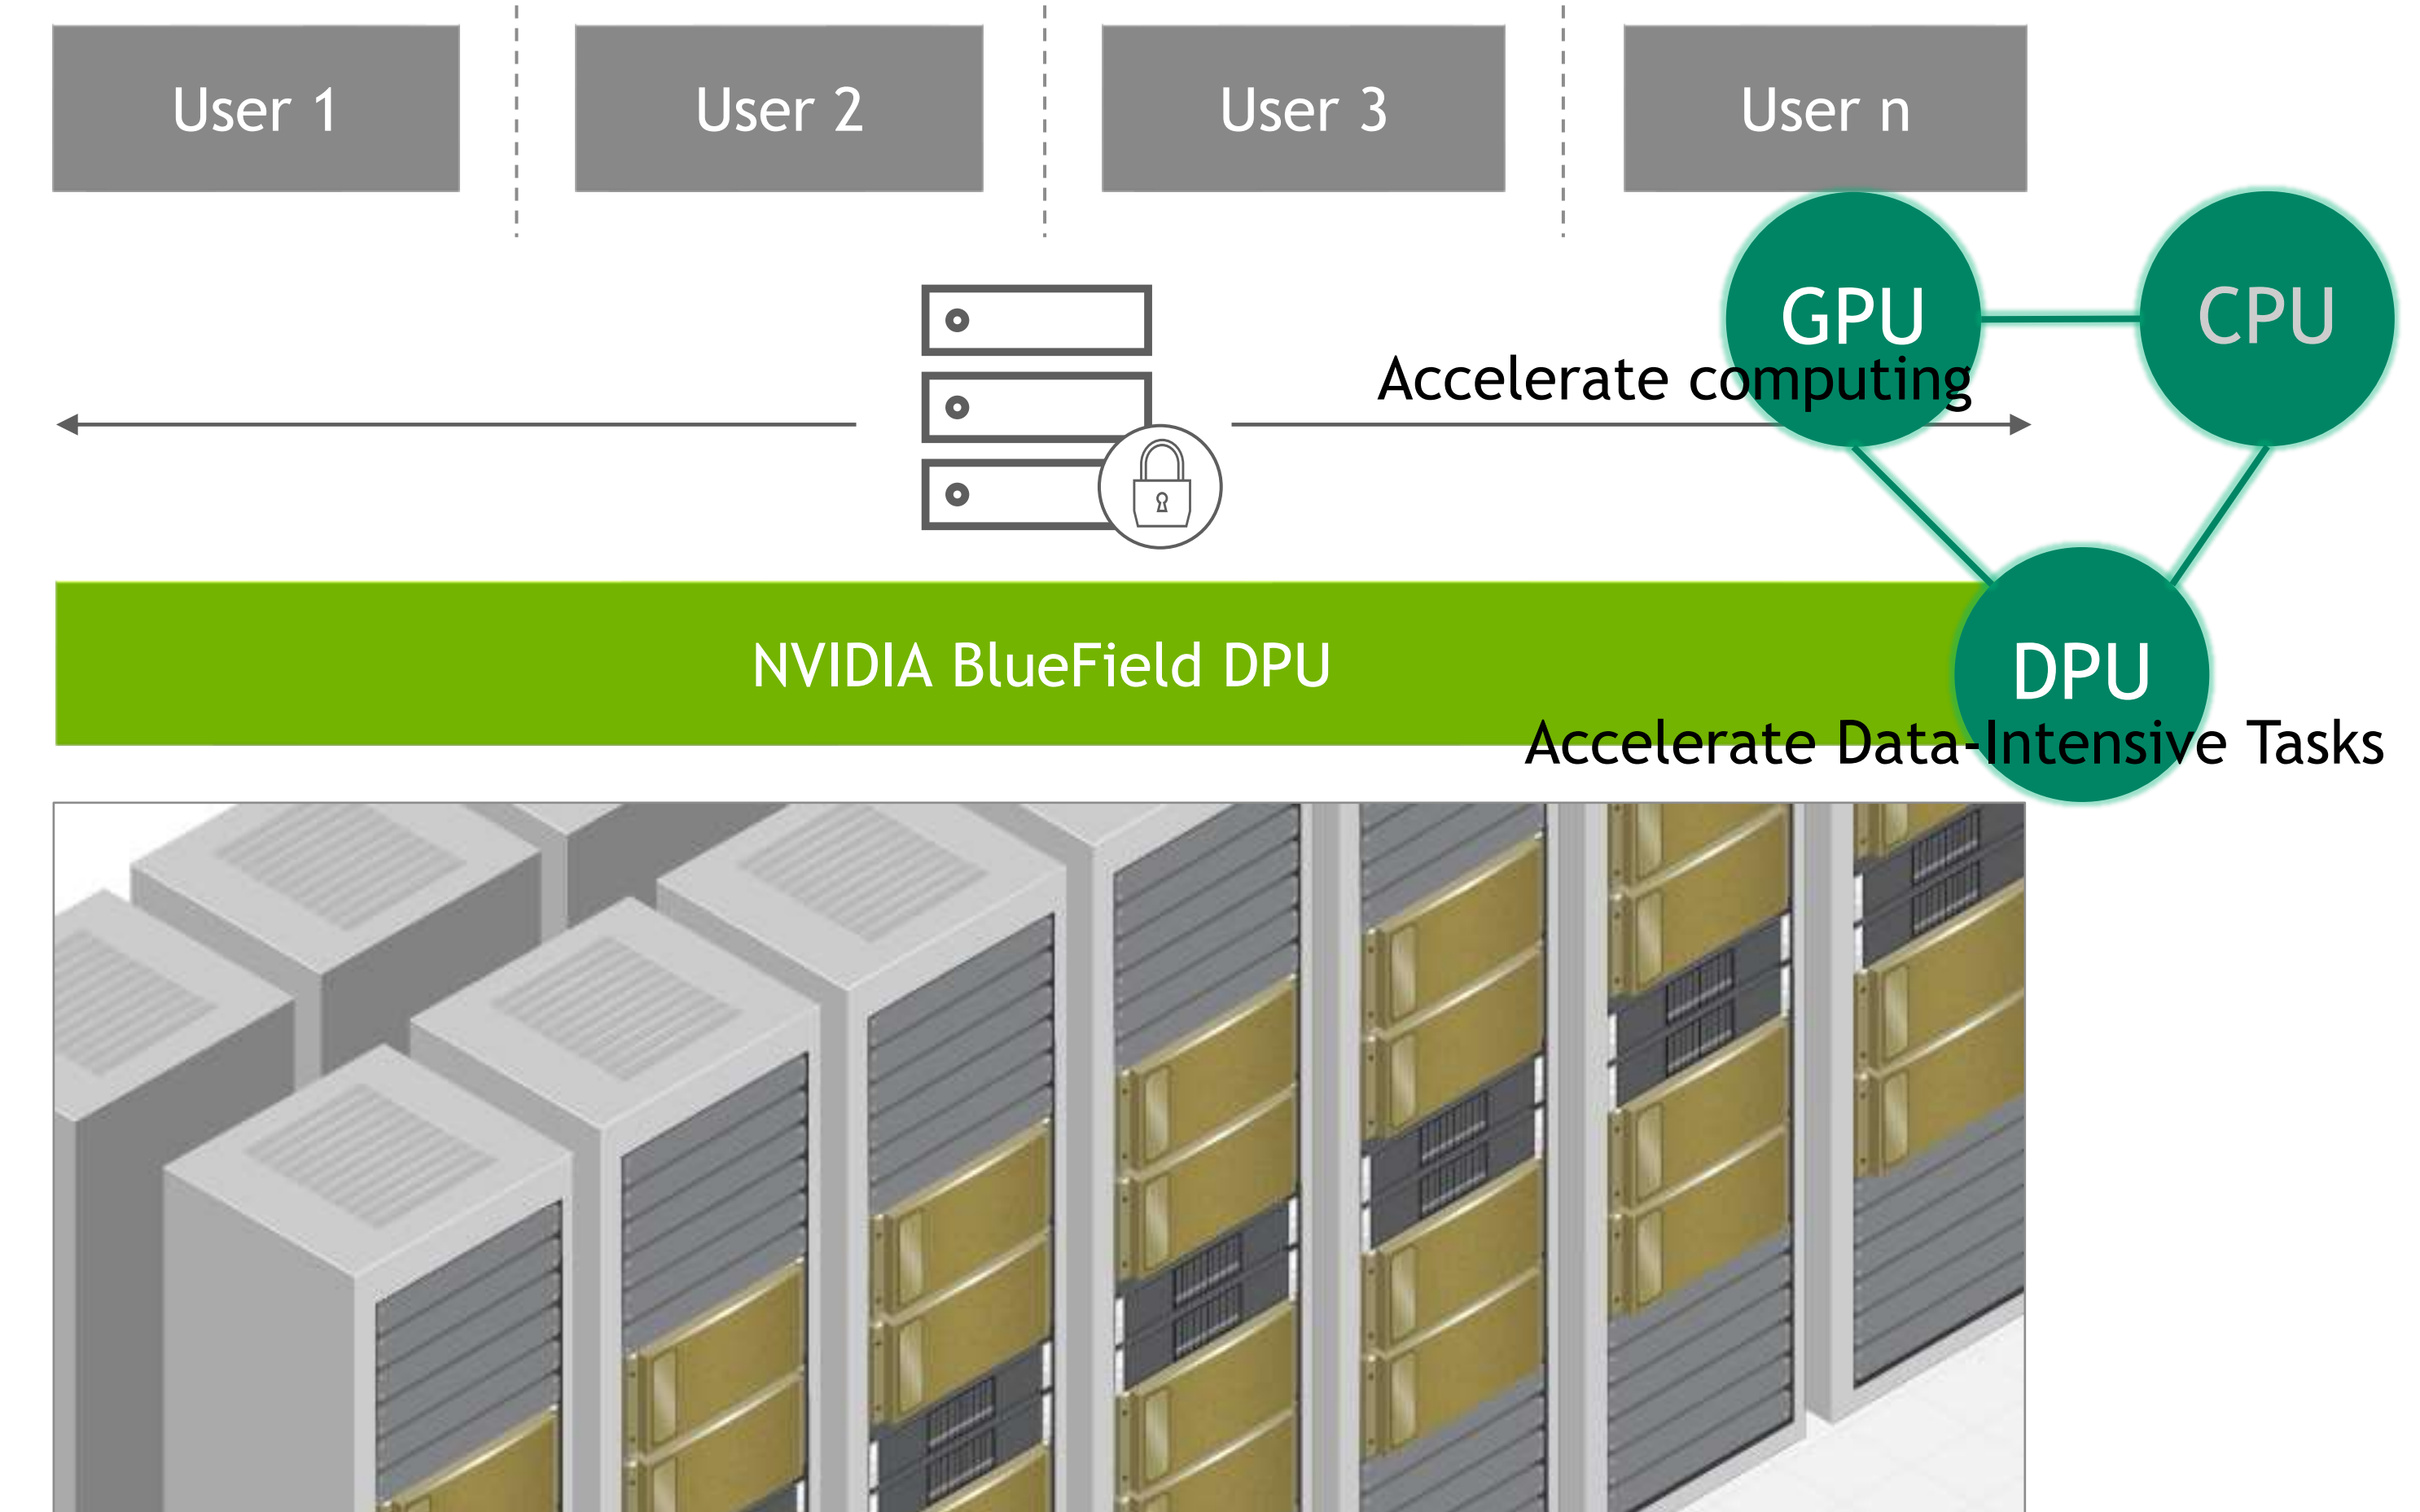 User 1
User 2
User 3
User n
GPU
CPU
Accelerate computing
NVIDIA BlueField DPU
DPU
Accelerate Data-Intensive Tasks